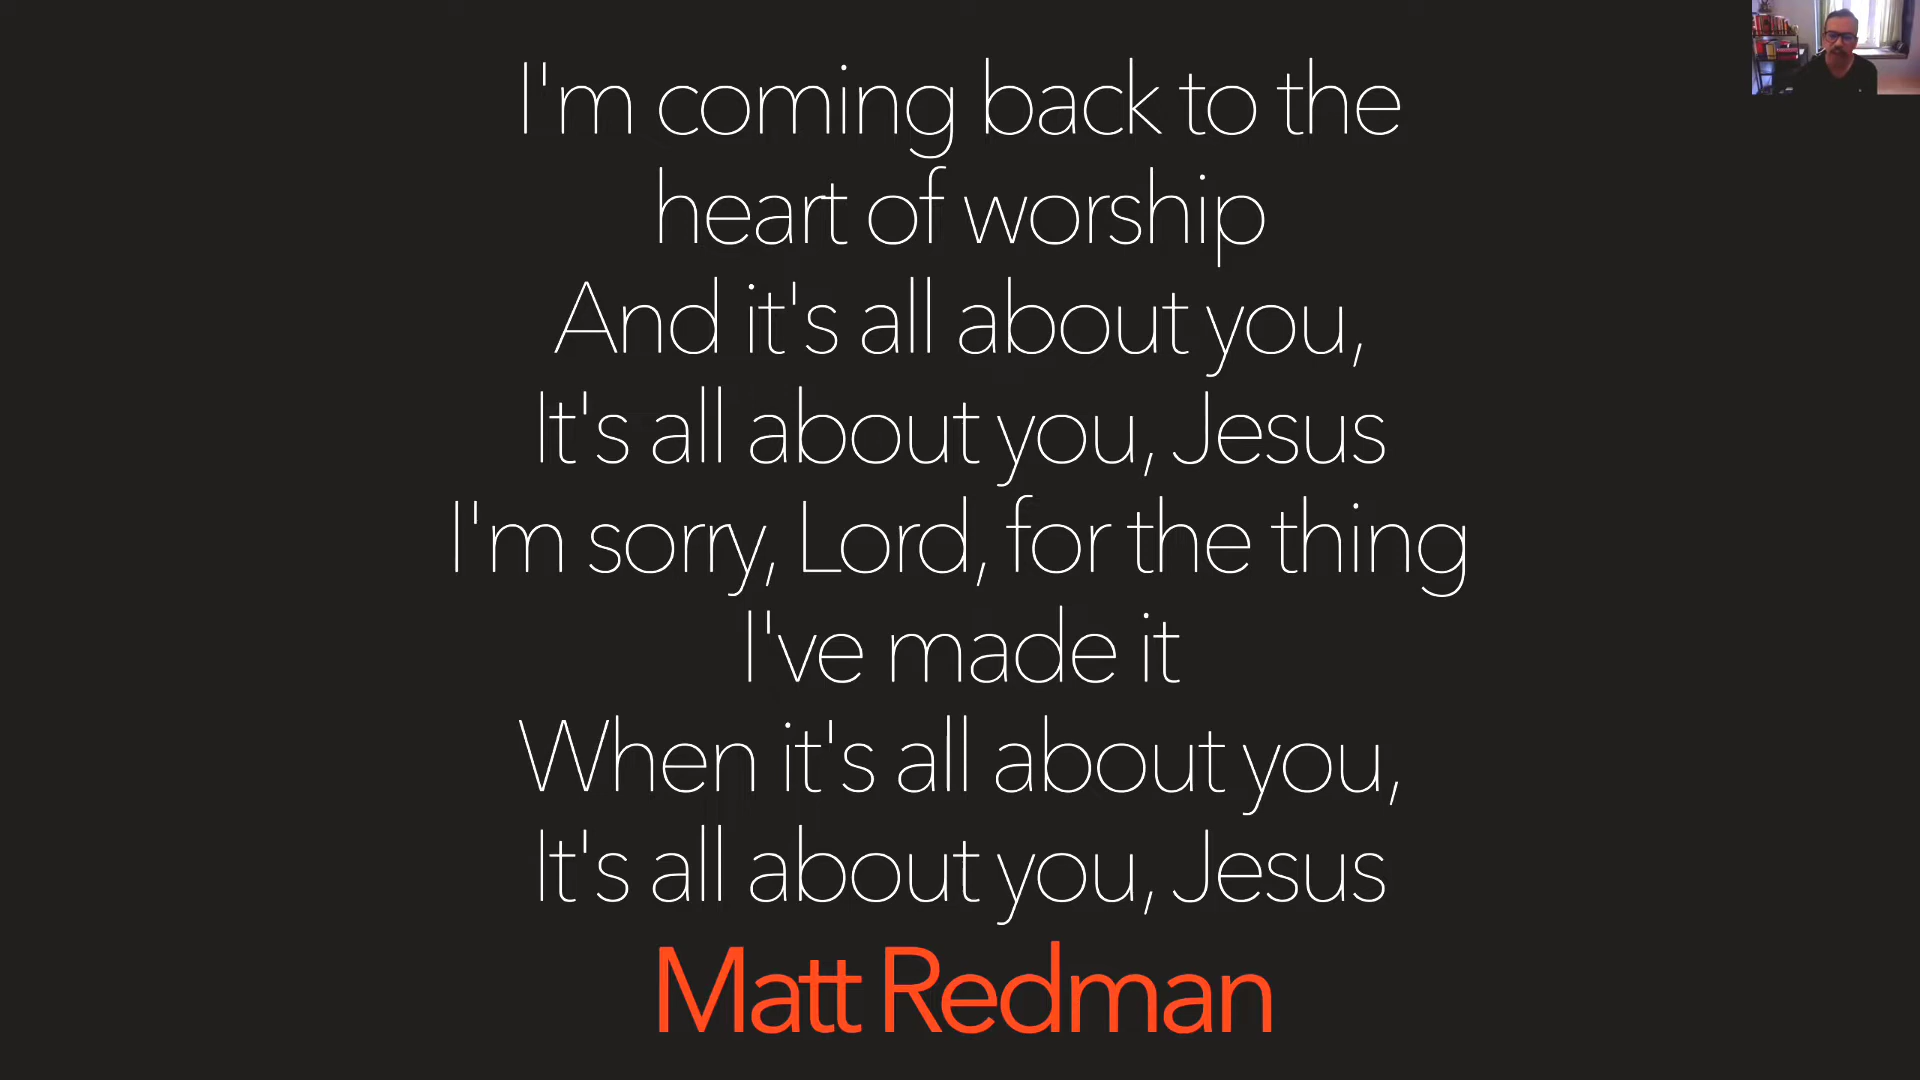 I'm coming back to the
heart of worship
And it's all about you,
It's all about you, Jesus
I'm sorry, Lord, for the thing
I've made it
When it's all about you,
It's all about you, Jesus
Matt Redman